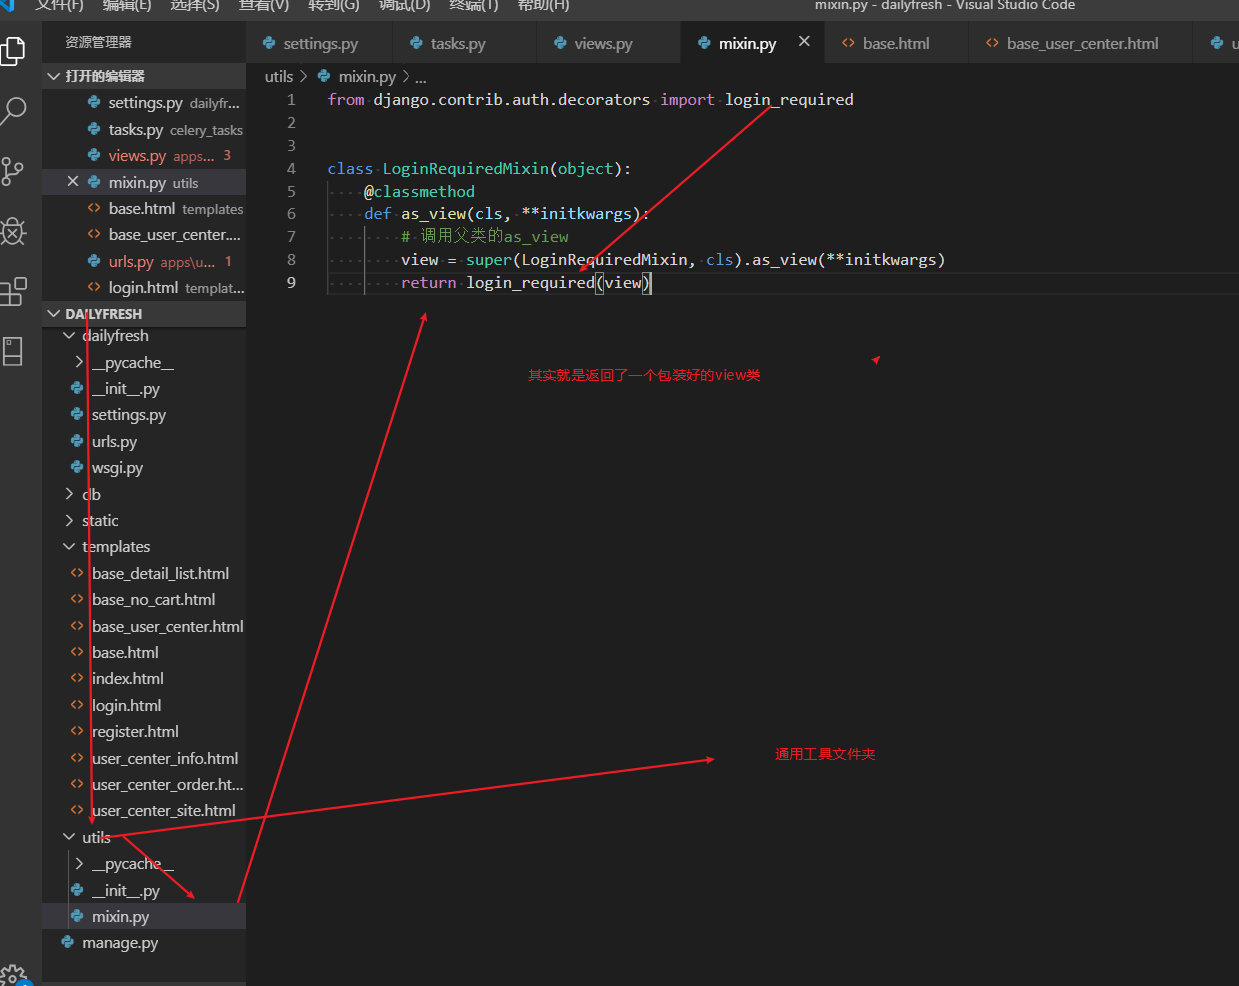 文件(F) 编辑(E) 选择(S) 查看(V) 转到(G) 调试(D) 终端(T) 帮助(H) mixin.py - dailyfresh - Visual Studio Code
资源管理器
settings.py tasks.py views.py mixin.py base.html base_user_center.html u
打开的编辑器
settings.py dailyfr...
tasks.py celery_tasks
views.py apps... 3
mixin.py utils
base.html templates
base_user_center....
urls.py apps\u... 1
login.html templat...
DAILYFRESH
dailyfresh
__pycache__
__init__.py
settings.py
urls.py
wsgi.py
db
static
templates
base_detail_list.html
base_no_cart.html
base_user_center.html
base.html
index.html
login.html
register.html
user_center_info.html
user_center_order.ht...
user_center_site.html
utils
__pycache__
__init__.py
mixin.py
manage.py
utils > mixin.py > ...
1 from django.contrib.auth.decorators import login_required
2
3
4 class LoginRequiredMixin(object):
5 @classmethod
6 def as_view(cls, **initkwargs):
7 # 调用父类的as_view
8 view = super(LoginRequiredMixin, cls).as_view(**initkwargs)
9 return login_required(view)
其实就是返回了一个包装好的view类
通用工具文件夹